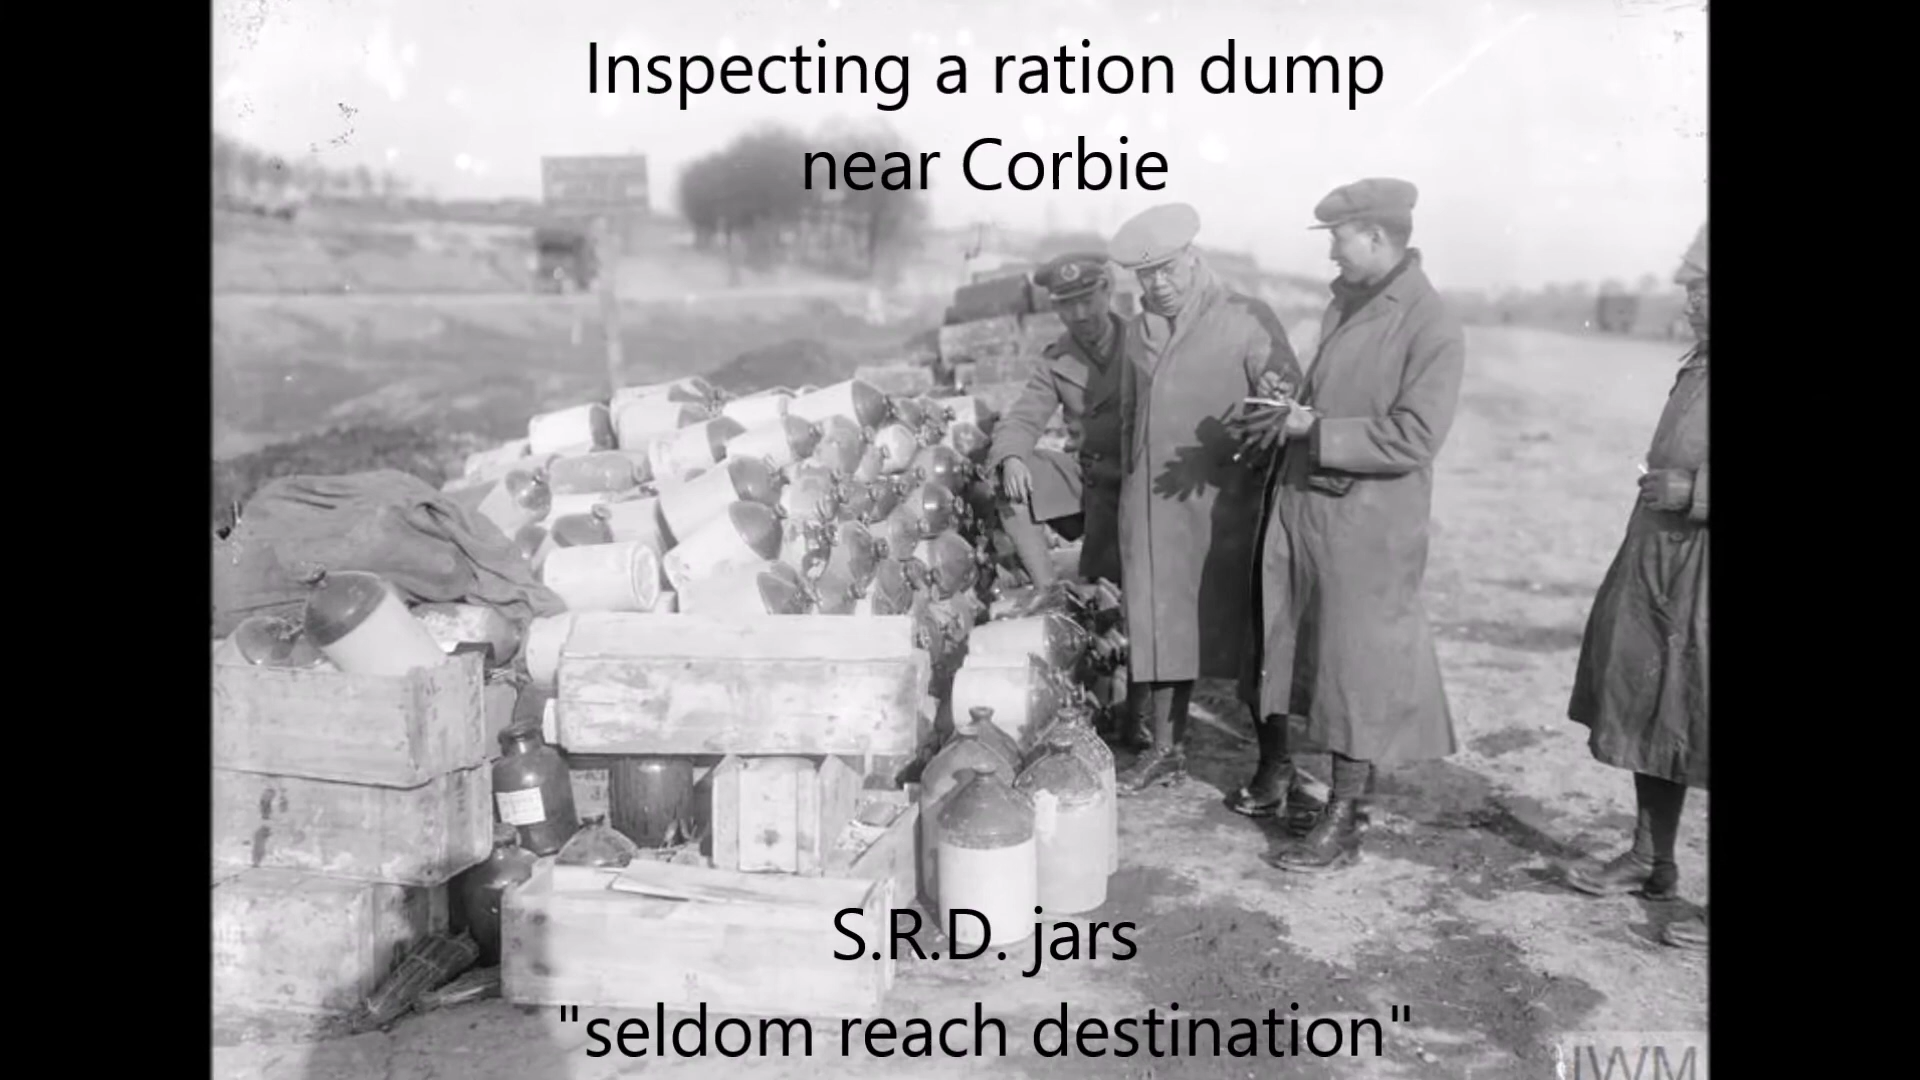 Inspecting a ration dump
near Corbie
S.R.D. jars
"seldom reach destination"
IWM